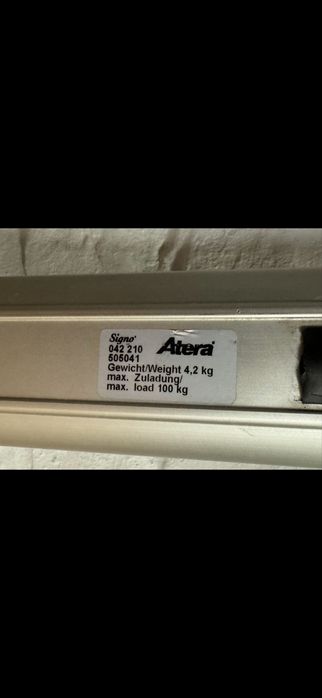 Signo®
042 210 Atera®
505041
Gewicht/Weight 4,2 kg
max. Zuladung/
max. load 100 kg